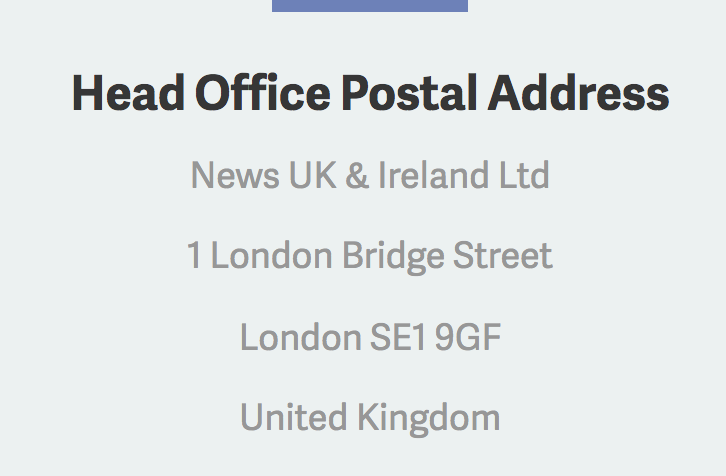 Head Office Postal Address
News UK & Ireland Ltd
1 London Bridge Street
London SE1 9GF
United Kingdom